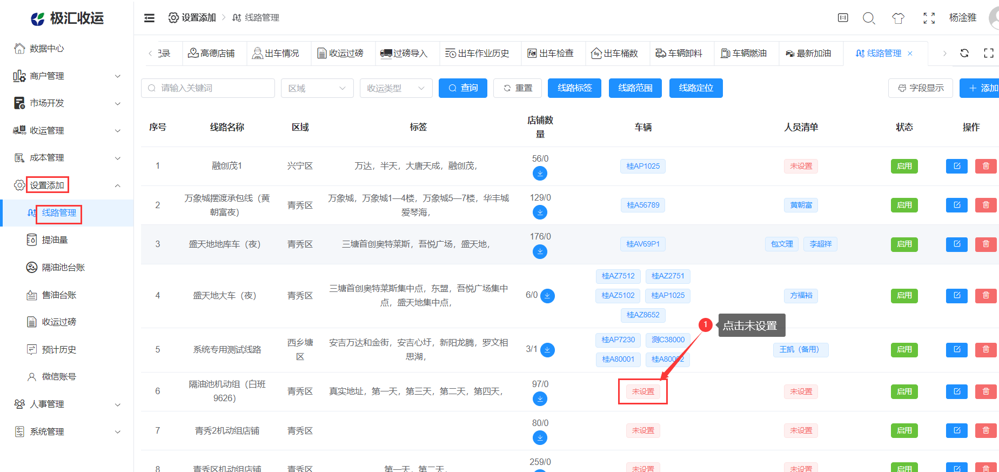 极汇收运
设置添加
线路管理
杨淦雅
数据中心
商户管理
市场开发
收运管理
成本管理
设置添加
线路管理
提油量
隔油池台账
售油台账
收运过磅
预计历史
微信账号
人事管理
系统管理
高德店铺
出车情况
收运过磅
过磅导入
出车作业历史
出车检查
出车桶数
车辆卸料
车辆燃油
最新加油
线路管理
请输入关键词
区域
收运类型
查询
重置
线路标签
线路范围
线路定位
字段显示
添加
序号 线路名称 区域 标签 店铺数
量
车辆 人员清单 状态 操作
1 融创茂1 兴宁区 万达，半天，大唐天成，融创茂， 56/0 桂AP1025 未设置 启用
2 万象城摆渡承包线（黄
朝富夜）
青秀区 万象城，万象城1—4楼，万象城5—7楼，华丰城
爱琴海，
129/0 桂A56789 黄朝富 启用
3 盛天地地库车（夜） 青秀区 三塘首创奥特莱斯，吾悦广场，盛天地， 176/0 桂AV69P1 包文理 李超祥 启用
4 盛天地大车（夜） 青秀区 三塘首创奥特莱斯集中点，东盟，吾悦广场集中
点，盛天地集中点，
6/0 桂AZ7512 桂AZ2751
桂AZ5102 桂AP1025
桂AZ8652
方福裕 启用
1 点击未设置
5 系统专用测试线路 西乡塘
区
安吉万达和金街，安吉心圩，新阳龙腾，罗文相
思湖，
3/1 桂AP7230 测C38000
桂A80001 桂A80002
王凯（备用） 启用
6 隔油池机动组（白班
9626）
青秀区 真实地址，第一天，第三天，第二天，第四天， 97/0 未设置 未设置 启用
7 青秀2机动组店铺 青秀区 80/0 未设置 未设置 启用
8 青秀区机动组店铺 青秀区 第一天，第二天， 259/0 未设置 未设置 启用